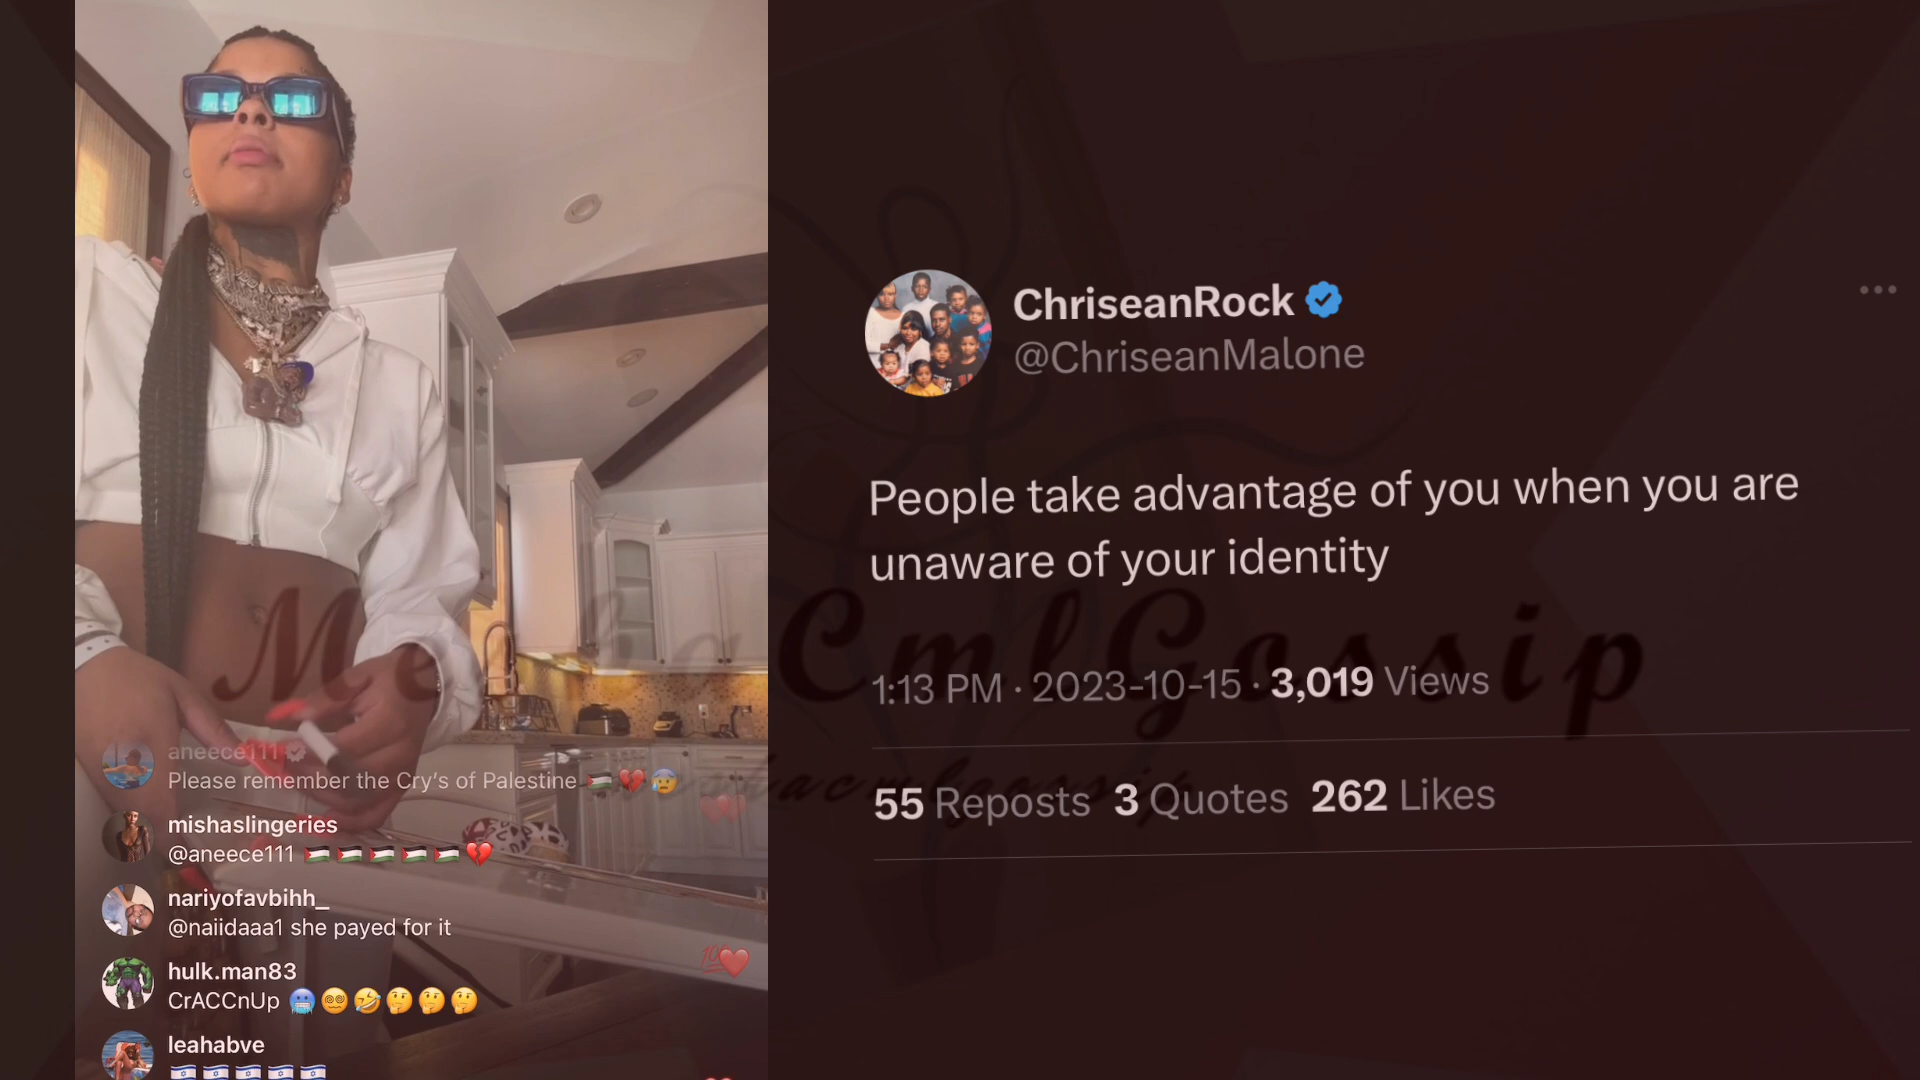 aneece111
Please remember the Cry's of Palestine 🇵🇸 💔 😰
mishaslingeries
@aneece111 🇵🇸 🇵🇸 🇵🇸 🇵🇸 🇵🇸 💔
nariyofavbihh_
@naiidaaa1 she payed for it
hulk.man83
CrACCnUp 🥶 😵‍💫 🤣 🤔 🤔 🤔
leahabve
🇮🇱 🇮🇱 🇮🇱 🇮🇱 🇮🇱
ChriseanRock
@ChriseanMalone
People take advantage of you when you are
unaware of your identity
1:13 PM · 2023-10-15 · 3,019 Views
55 Reposts 3 Quotes 262 Likes
CmlGossip